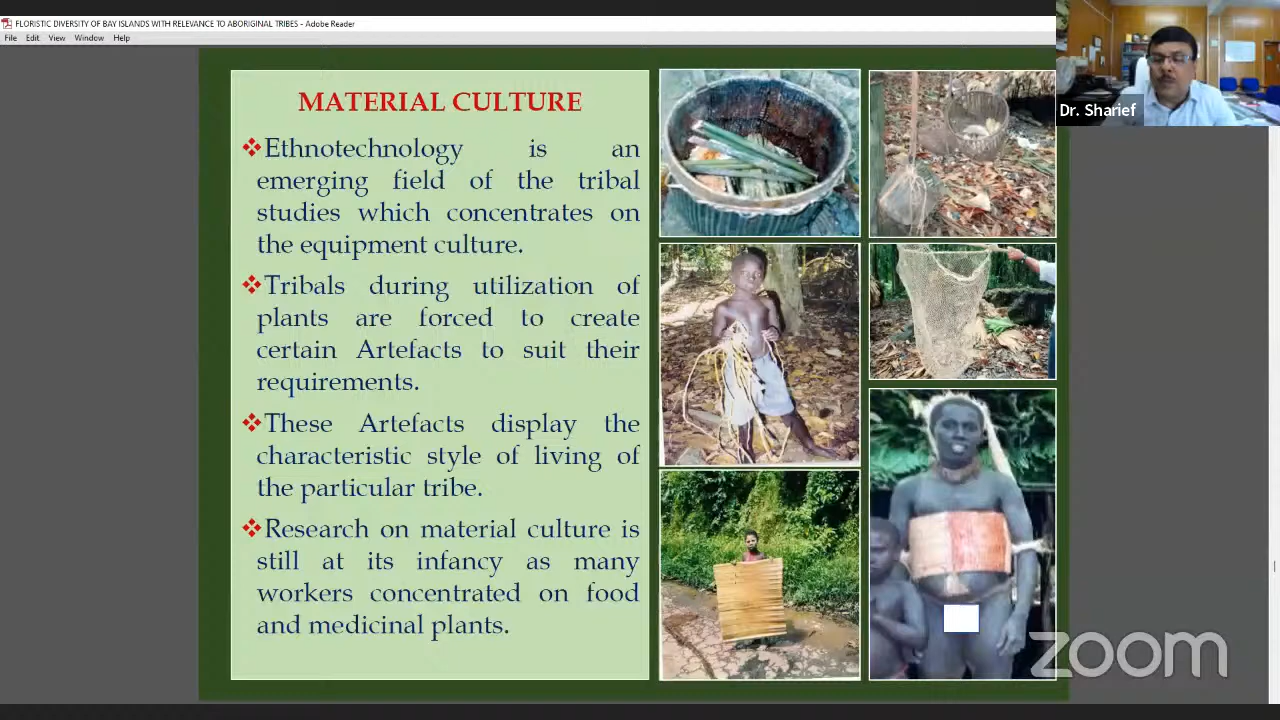 FLORISTIC DIVERSITY OF BAY ISLANDS WITH RELEVANCE TO ABORIGINAL TRIBES - Adobe Reader
File Edit View Window Help
Dr. Sharief
MATERIAL CULTURE
Ethnotechnology is an
emerging field of the tribal
studies which concentrates on
the equipment culture.
Tribals during utilization of
plants are forced to create
certain Artefacts to suit their
requirements.
These Artefacts display the
characteristic style of living of
the particular tribe.
Research on material culture is
still at its infancy as many
workers concentrated on food
and medicinal plants.
zoom